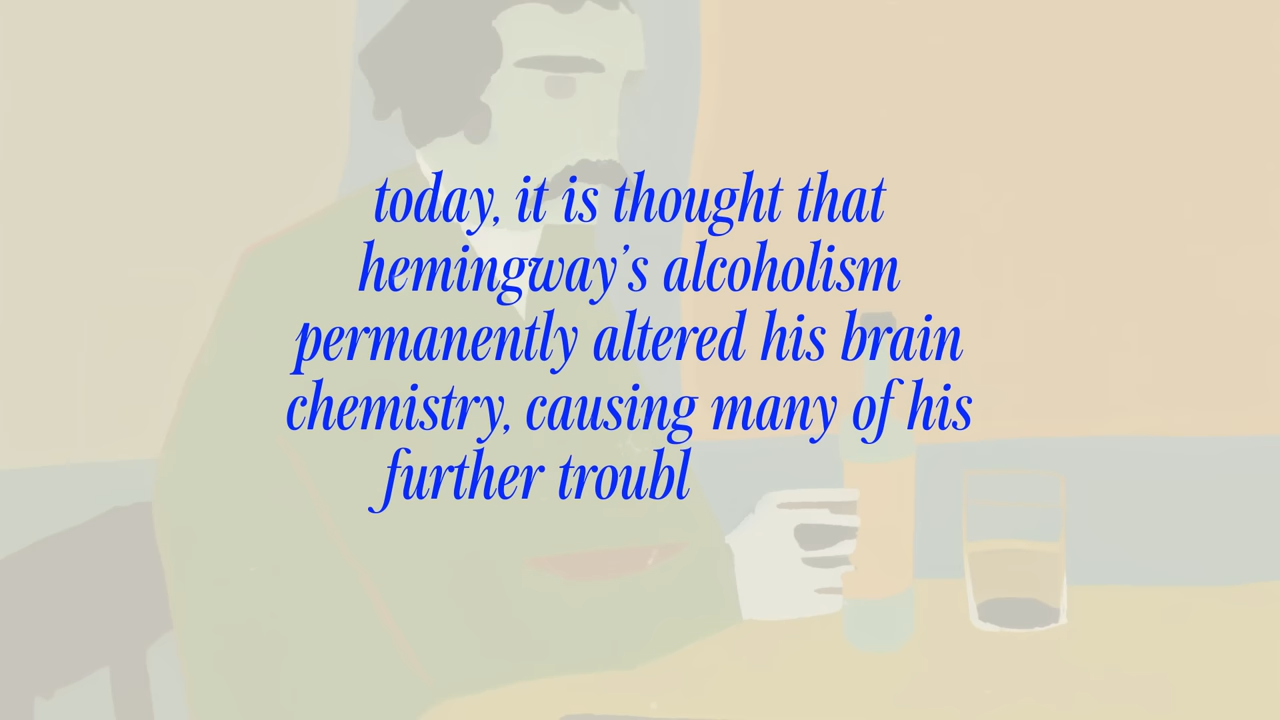 today, it is thought that
hemingway's alcoholism
permanently altered his brain
chemistry, causing many of his
further troubl